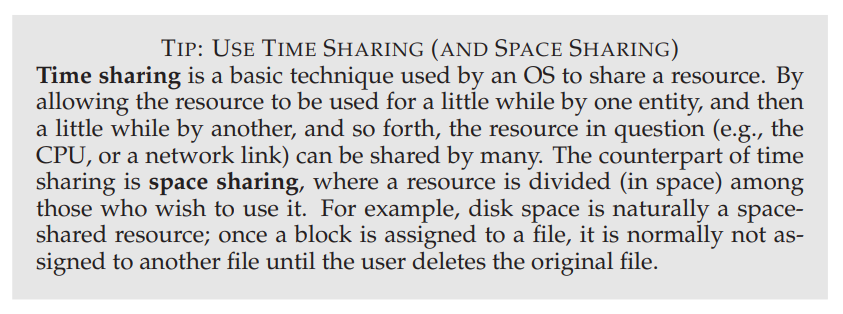 TIP: USE TIME SHARING (AND SPACE SHARING)
Time sharing is a basic technique used by an OS to share a resource. By
allowing the resource to be used for a little while by one entity, and then
a little while by another, and so forth, the resource in question (e.g., the
CPU, or a network link) can be shared by many. The counterpart of time
sharing is space sharing, where a resource is divided (in space) among
those who wish to use it. For example, disk space is naturally a space-
shared resource; once a block is assigned to a file, it is normally not as-
signed to another file until the user deletes the original file.